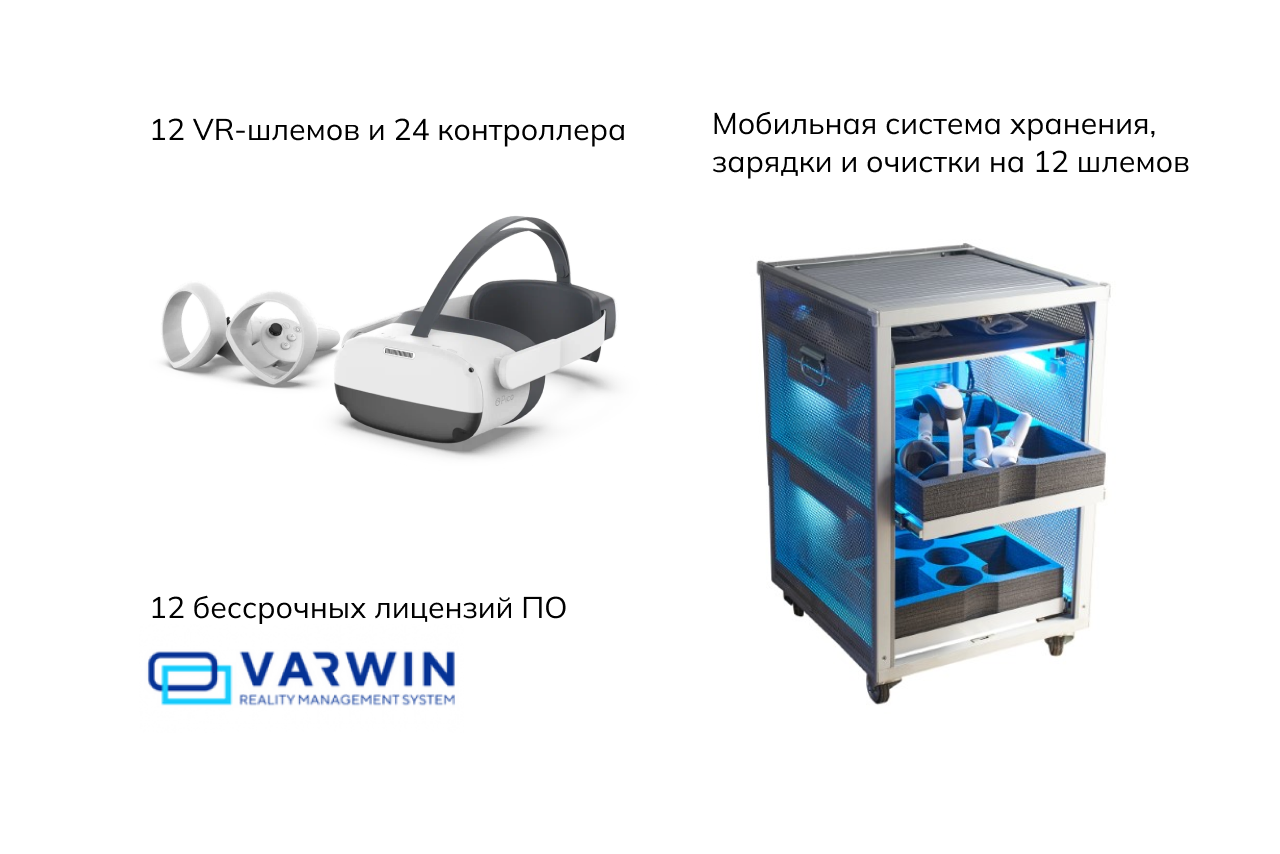 12 VR-шлемов и 24 контроллера
Мобильная система хранения,
зарядки и очистки на 12 шлемов
12 бессрочных лицензий ПО
VARWIN
REALITY MANAGEMENT SYSTEM